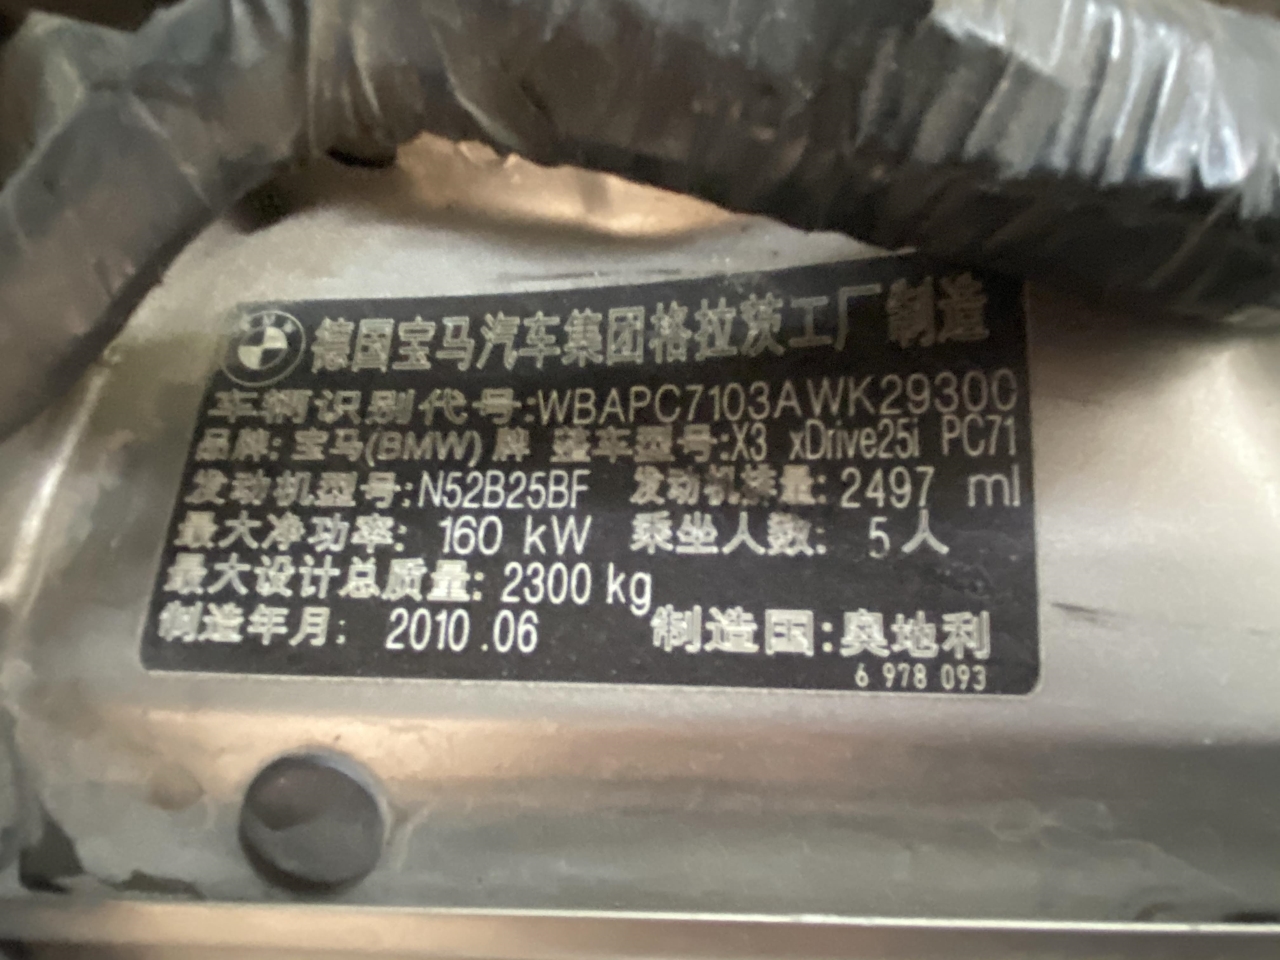 德国宝马汽车集团格拉茨工厂 制造
车辆识别代号:WBAPC7103AWK29300
品牌: 宝马(BMW) 牌 整车型号:X3 xDrive25i PC71
发动机型号:N52B25BF 发动机排量: 2497 ml
最大净功率: 160 kW 乘坐人数: 5人
最大设计总质量: 2300 kg
制造年月: 2010 .06 制造国:奥地利
6 978 093